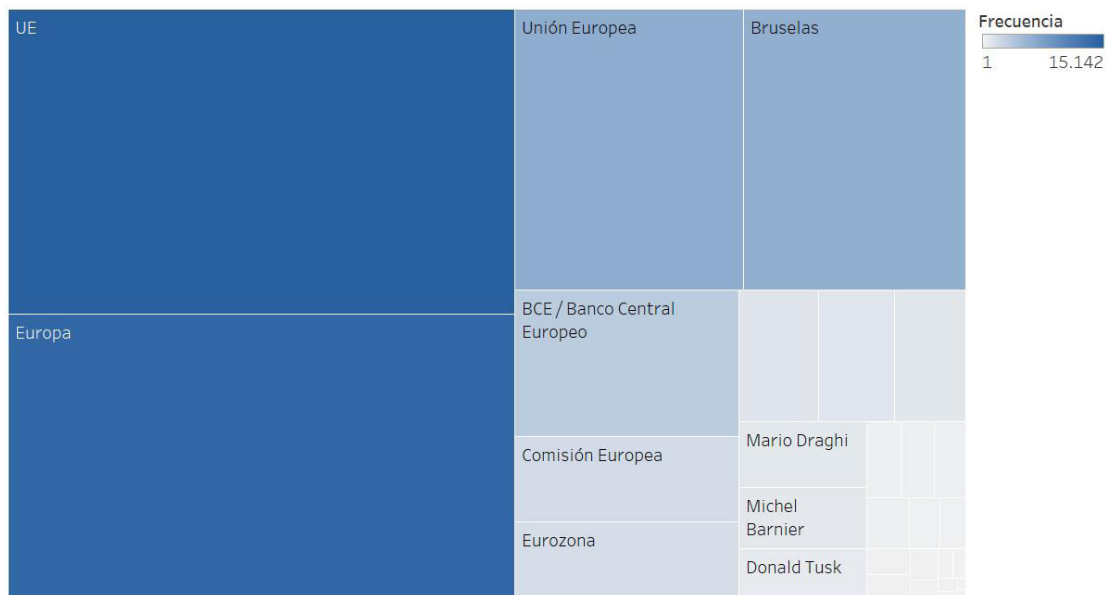 UE
Unión Europea
Bruselas
Frecuencia
1 15.142
Europa
BCE / Banco Central
Europeo
Comisión Europea
Eurozona
Mario Draghi
Michel
Barnier
Donald Tusk